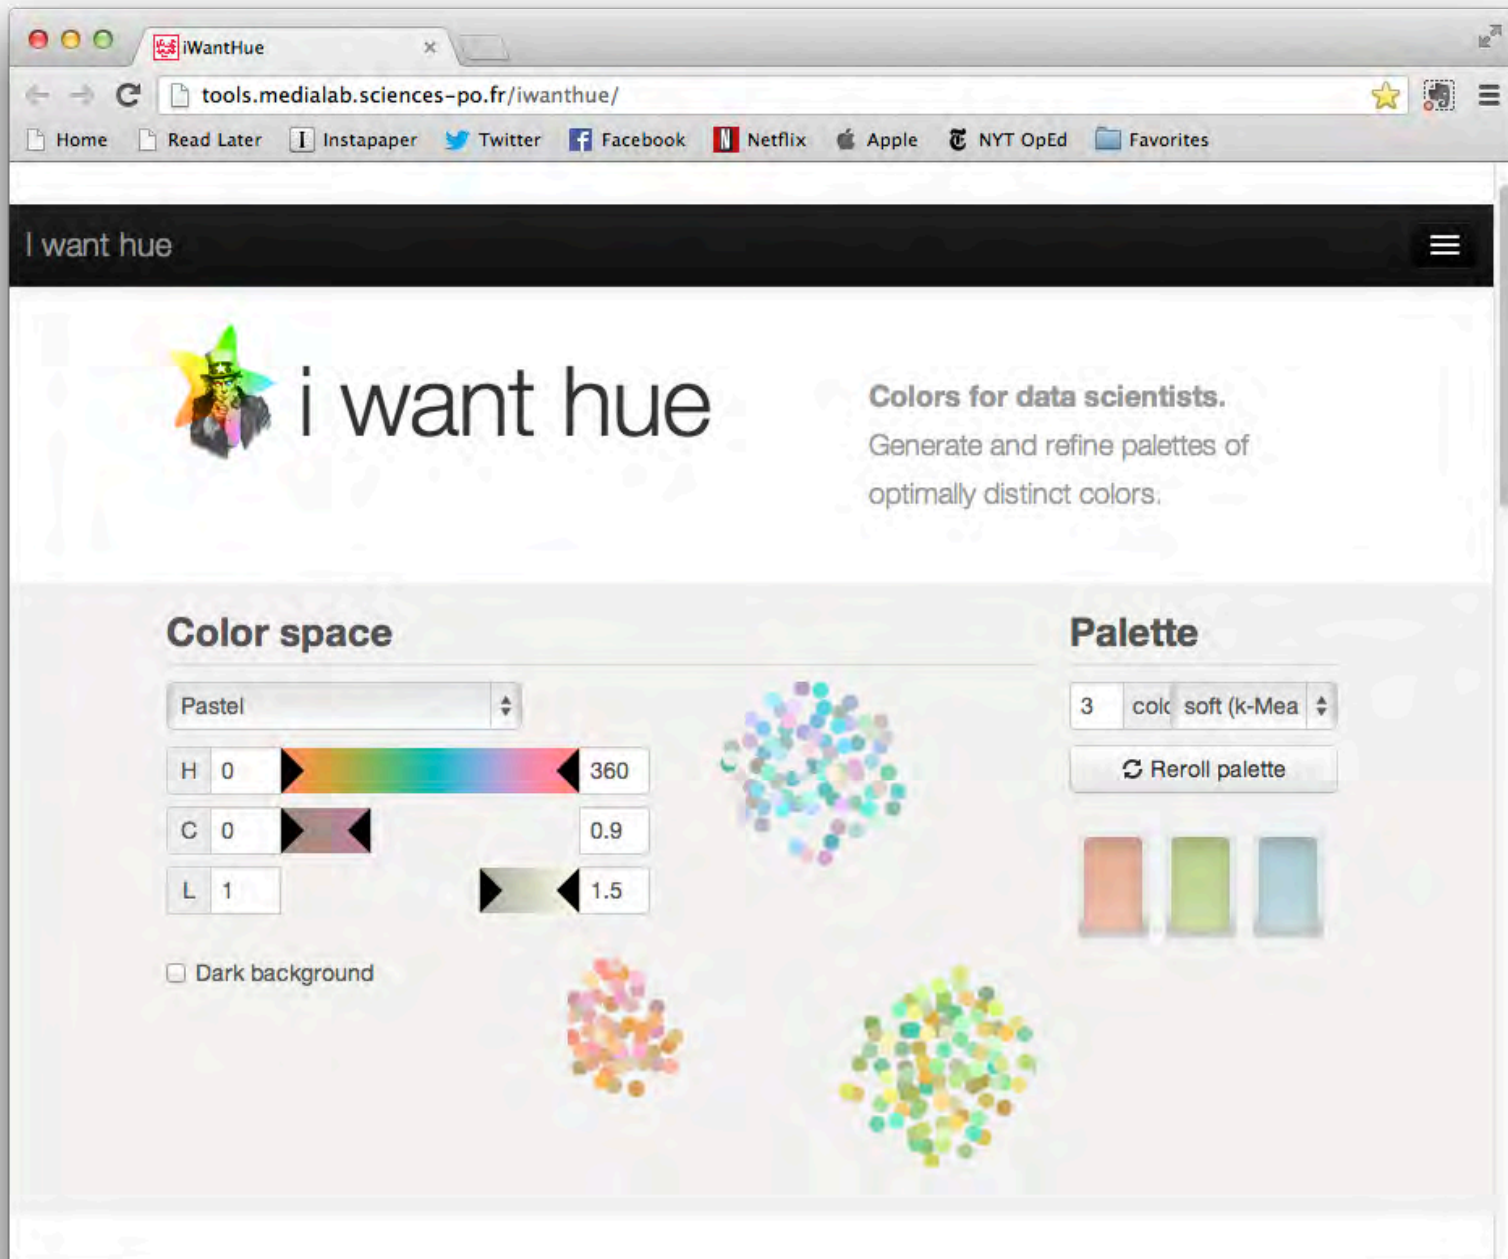 iWantHue
tools.medialab.sciences-po.fr/iwanthue/
Home Read Later Instapaper Twitter Facebook Netflix Apple NYT OpEd Favorites
I want hue
i want hue
Colors for data scientists.
Generate and refine palettes of
optimally distinct colors.
Color space
Pastel
H 0 360
C 0 0.9
L 1 1.5
Dark background
Palette
3 colo soft (k-Mea
Reroll palette